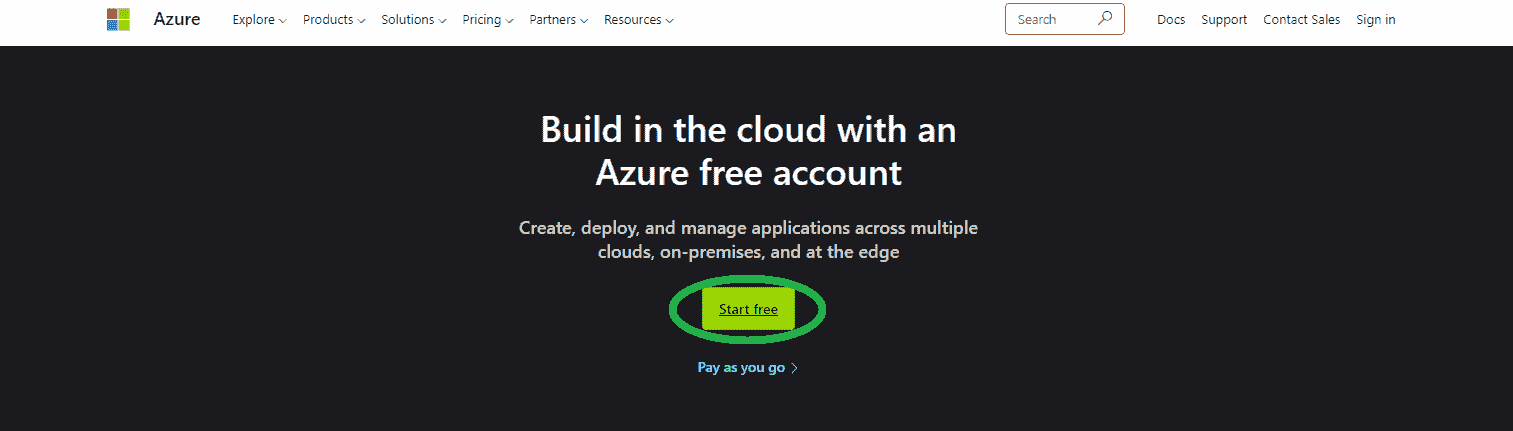 Azure Explore Products Solutions Pricing Partners Resources Search Docs Support Contact Sales Sign in
Build in the cloud with an
Azure free account
Create, deploy, and manage applications across multiple
clouds, on-premises, and at the edge
Start free
Pay as you go